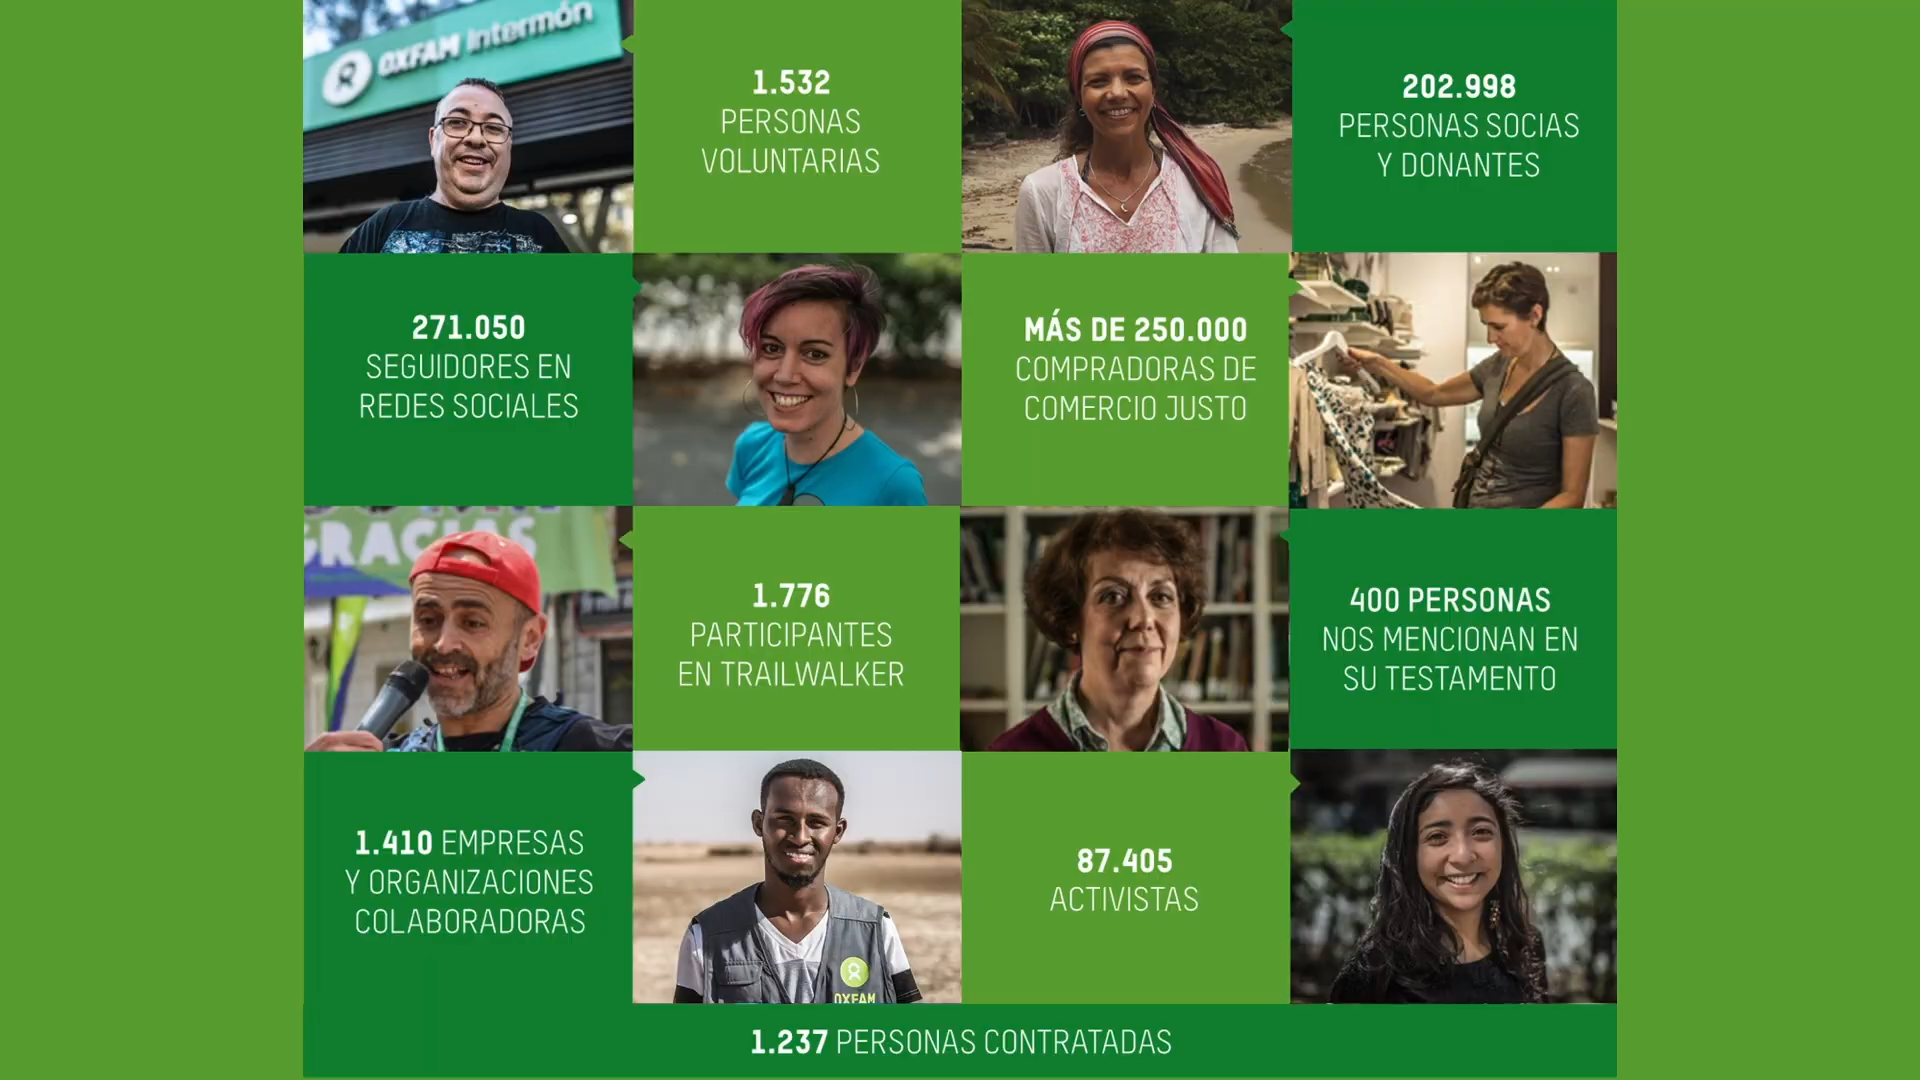 OXFAM Intermón
1.532
PERSONAS
VOLUNTARIAS
202.998
PERSONAS SOCIAS
Y DONANTES
271.050
SEGUIDORES EN
REDES SOCIALES
MÁS DE 250.000
COMPRADORAS DE
COMERCIO JUSTO
GRACIAS
1.776
PARTICIPANTES
EN TRAILWALKER
400 PERSONAS
NOS MENCIONAN EN
SU TESTAMENTO
1.410 EMPRESAS
Y ORGANIZACIONES
COLABORADORAS
OXFAM
87.405
ACTIVISTAS
1.237 PERSONAS CONTRATADAS